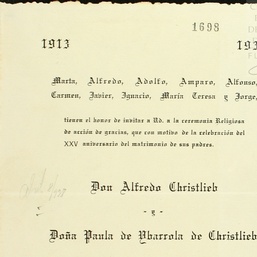 1698
1913 193
Marta, Alfredo, Adolfo, Amparo, Alfonso,
Carmen, Javier, Ignacio, María Teresa y Jorge,
tienen el honor de invitar a Ud. a la ceremonia Religiosa
de acción de gracias, que con motivo de la celebración del
XXV aniversario del matrimonio de sus padres.
Don Alfredo Christlieb
- y -
Doña Paula de Ybarrola de Christlieb